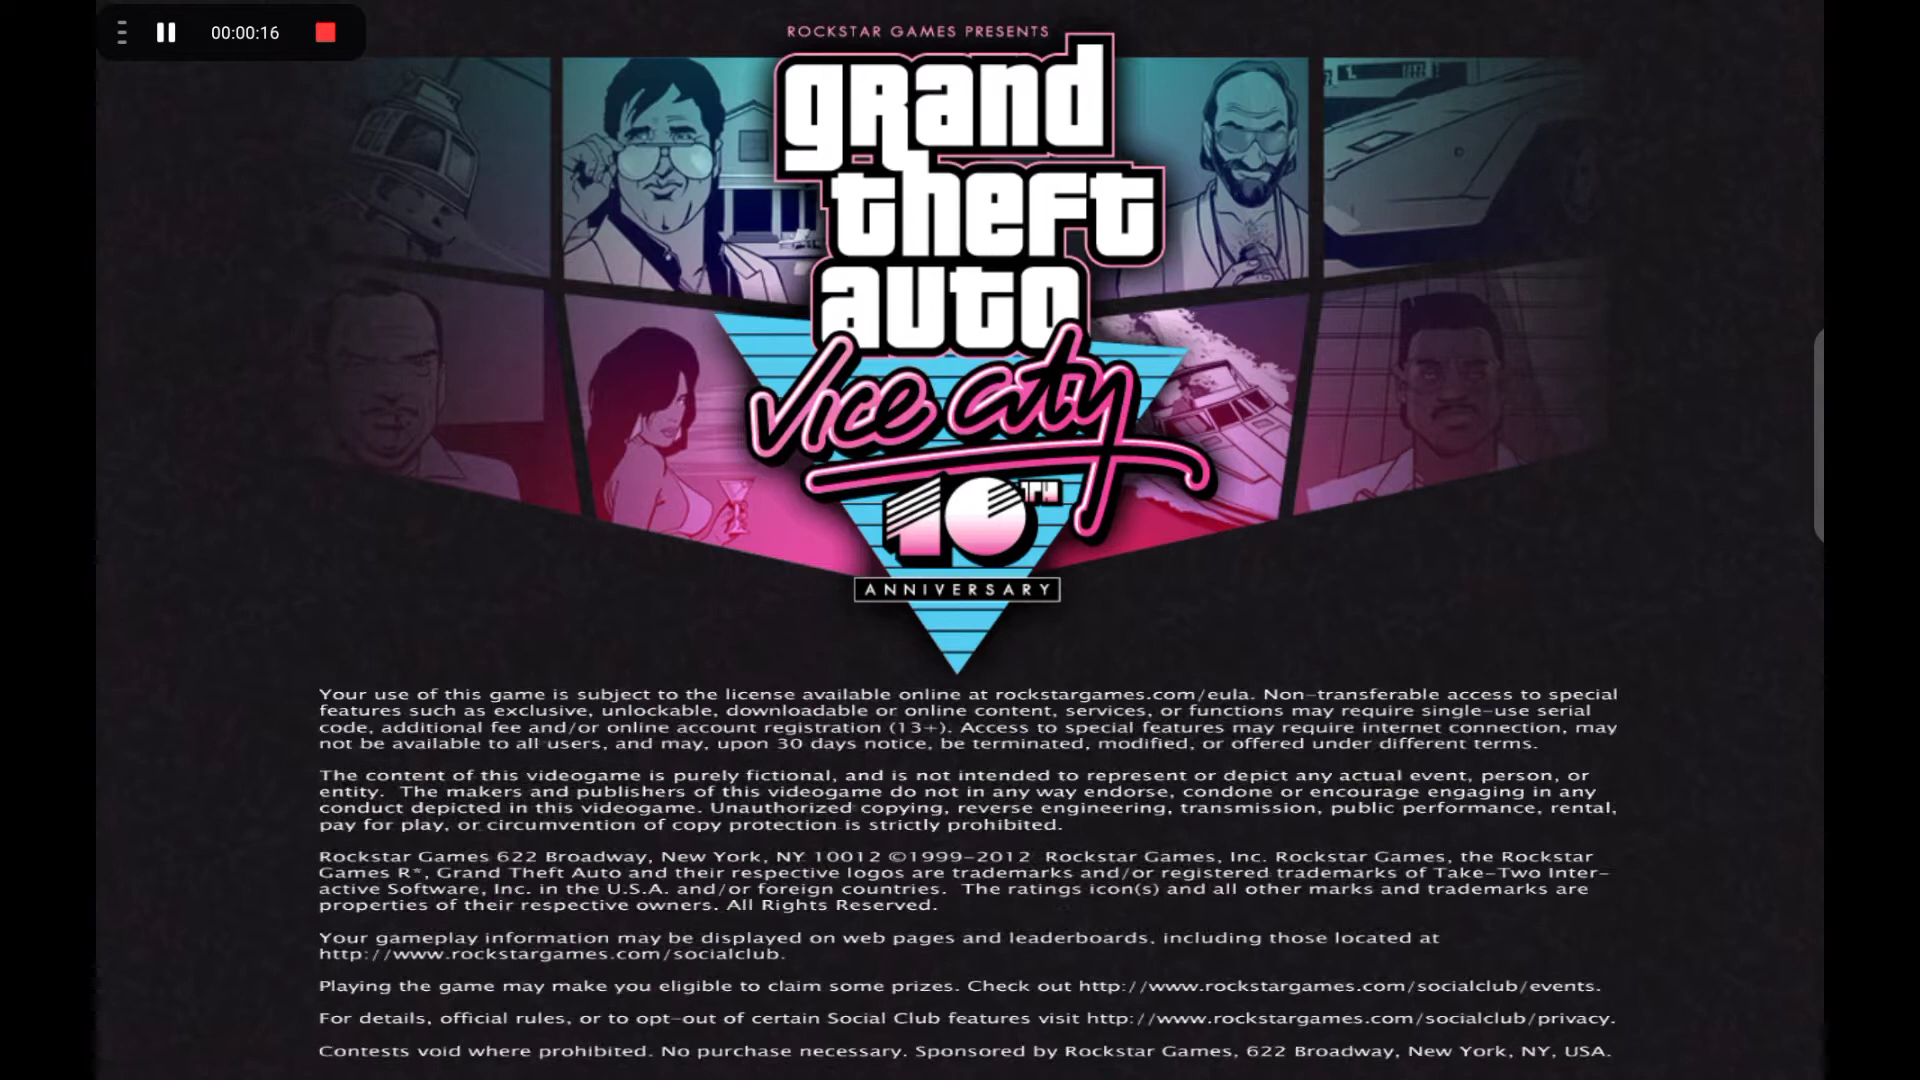 00:00:16
ROCKSTAR GAMES PRESENTS
grand
theft
auto
Vice City
10TH
ANNIVERSARY
Your use of this game is subject to the license available online at rockstargames.com/eula. Non-transferable access to special
features such as exclusive, unlockable, downloadable or online content, services, or functions may require single-use serial
code, additional fee and/or online account registration (13+). Access to special features may require internet connection, may
not be available to all users, and may, upon 30 days notice, be terminated, modified, or offered under different terms.
The content of this videogame is purely fictional, and is not intended to represent or depict any actual event, person, or
entity.  The makers and publishers of this videogame do not in any way endorse, condone or encourage engaging in any
conduct depicted in this videogame. Unauthorized copying, reverse engineering, transmission, public performance, rental,
pay for play, or circumvention of copy protection is strictly prohibited.
Rockstar Games 622 Broadway, New York, NY 10012 ©1999-2012  Rockstar Games, Inc. Rockstar Games, the Rockstar
Games R*, Grand Theft Auto and their respective logos are trademarks and/or registered trademarks of Take-Two Inter-
active Software, Inc. in the U.S.A. and/or foreign countries.  The ratings icon(s) and all other marks and trademarks are
properties of their respective owners. All Rights Reserved.
Your gameplay information may be displayed on web pages and leaderboards, including those located at
http://www.rockstargames.com/socialclub.
Playing the game may make you eligible to claim some prizes. Check out http://www.rockstargames.com/socialclub/events.
For details, official rules, or to opt-out of certain Social Club features visit http://www.rockstargames.com/socialclub/privacy.
Contests void where prohibited. No purchase necessary. Sponsored by Rockstar Games, 622 Broadway, New York, NY, USA.